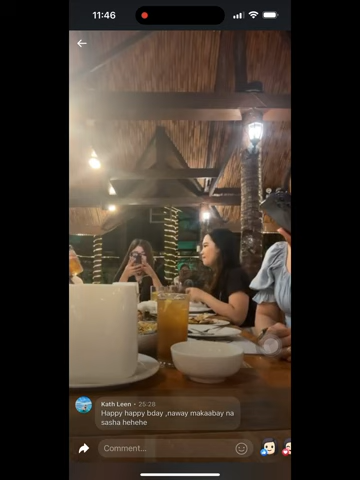 11:46
Kath Leen • 25:28
Happy happy bday ,naway makaabay na
sasha hehehe
Comment...